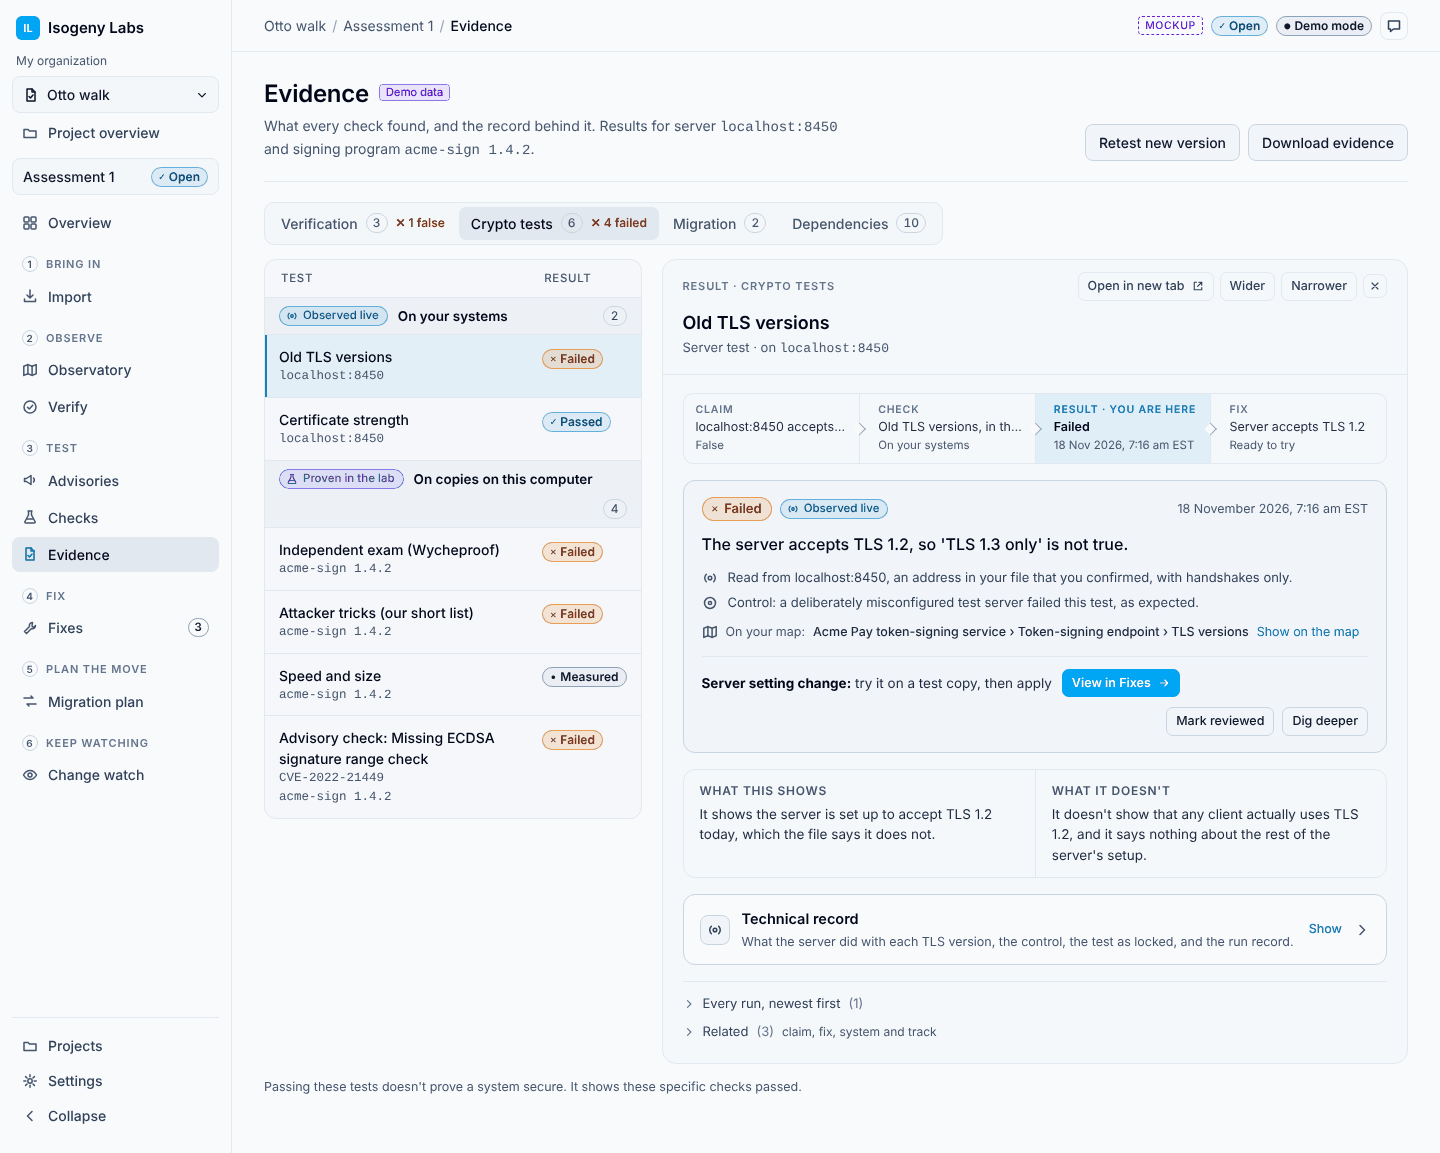 IL Isogeny Labs
My organization
Otto walk
Project overview
Assessment 1 ✓ Open
Overview
1 BRING IN
Import
2 OBSERVE
Observatory
Verify
3 TEST
Advisories
Checks
Evidence
4 FIX
Fixes 3
5 PLAN THE MOVE
Migration plan
6 KEEP WATCHING
Change watch
Projects
Settings
Collapse
Otto walk / Assessment 1 / Evidence
MOCKUP ✓ Open • Demo mode
Evidence Demo data
What every check found, and the record behind it. Results for server localhost:8450
and signing program acme-sign 1.4.2.
Retest new version Download evidence
Verification 3 ✕ 1 false Crypto tests 6 ✕ 4 failed Migration 2 Dependencies 10
TEST RESULT
Observed live On your systems 2
Old TLS versions × Failed
localhost:8450
Certificate strength ✓ Passed
localhost:8450
Proven in the lab On copies on this computer
4
Independent exam (Wycheproof) × Failed
acme-sign 1.4.2
Attacker tricks (our short list) × Failed
acme-sign 1.4.2
Speed and size • Measured
acme-sign 1.4.2
Advisory check: Missing ECDSA × Failed
signature range check
CVE-2022-21449
acme-sign 1.4.2
RESULT · CRYPTO TESTS
Open in new tab Wider Narrower ✕
Old TLS versions
Server test · on localhost:8450
CLAIM
localhost:8450 accepts...
False
CHECK
Old TLS versions, in th...
On your systems
RESULT · YOU ARE HERE
Failed
18 Nov 2026, 7:16 am EST
FIX
Server accepts TLS 1.2
Ready to try
× Failed Observed live 18 November 2026, 7:16 am EST
The server accepts TLS 1.2, so 'TLS 1.3 only' is not true.
Read from localhost:8450, an address in your file that you confirmed, with handshakes only.
Control: a deliberately misconfigured test server failed this test, as expected.
On your map: Acme Pay token-signing service › Token-signing endpoint › TLS versions Show on the map
Server setting change: try it on a test copy, then apply View in Fixes →
Mark reviewed Dig deeper
WHAT THIS SHOWS
It shows the server is set up to accept TLS 1.2
today, which the file says it does not.
WHAT IT DOESN'T
It doesn't show that any client actually uses TLS
1.2, and it says nothing about the rest of the
server's setup.
Technical record
What the server did with each TLS version, the control, the test as locked, and the run record.
Show
Every run, newest first (1)
Related (3) claim, fix, system and track
Passing these tests doesn't prove a system secure. It shows these specific checks passed.